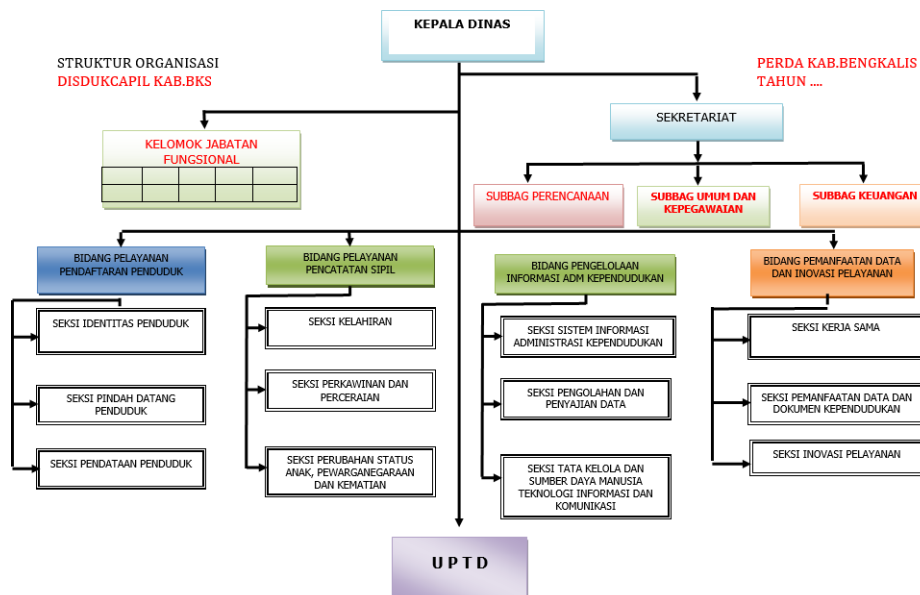 KEPALA DINAS
STRUKTUR ORGANISASI
DISDUKCAPIL KAB.BKS
PERDA KAB.BENGKALIS
TAHUN ....
SEKRETARIAT
KELOMOK JABATAN
FUNGSIONAL
SUBBAG PERENCANAAN
SUBBAG UMUM DAN
KEPEGAWAIAN
SUBBAG KEUANGAN
BIDANG PELAYANAN
PENDAFTARAN PENDUDUK
BIDANG PELAYANAN
PENCATATAN SIPIL
BIDANG PENGELOLAAN
INFORMASI ADM KEPENDUDUKAN
BIDANG PEMANFAATAN DATA
DAN INOVASI PELAYANAN
SEKSI IDENTITAS PENDUDUK
SEKSI PINDAH DATANG
PENDUDUK
SEKSI PENDATAAN PENDUDUK
SEKSI KELAHIRAN
SEKSI PERKAWINAN DAN
PERCERAIAN
SEKSI PERUBAHAN STATUS
ANAK, PEWARGANEGARAAN
DAN KEMATIAN
SEKSI SISTEM INFORMASI
ADMINISTRASI KEPENDUDUKAN
SEKSI PENGOLAHAN DAN
PENYAJIAN DATA
SEKSI TATA KELOLA DAN
SUMBER DAYA MANUSIA
TEKNOLOGI INFORMASI DAN
KOMUNIKASI
SEKSI KERJA SAMA
SEKSI PEMANFAATAN DATA DAN
DOKUMEN KEPENDUDUKAN
SEKSI INOVASI PELAYANAN
U P T D